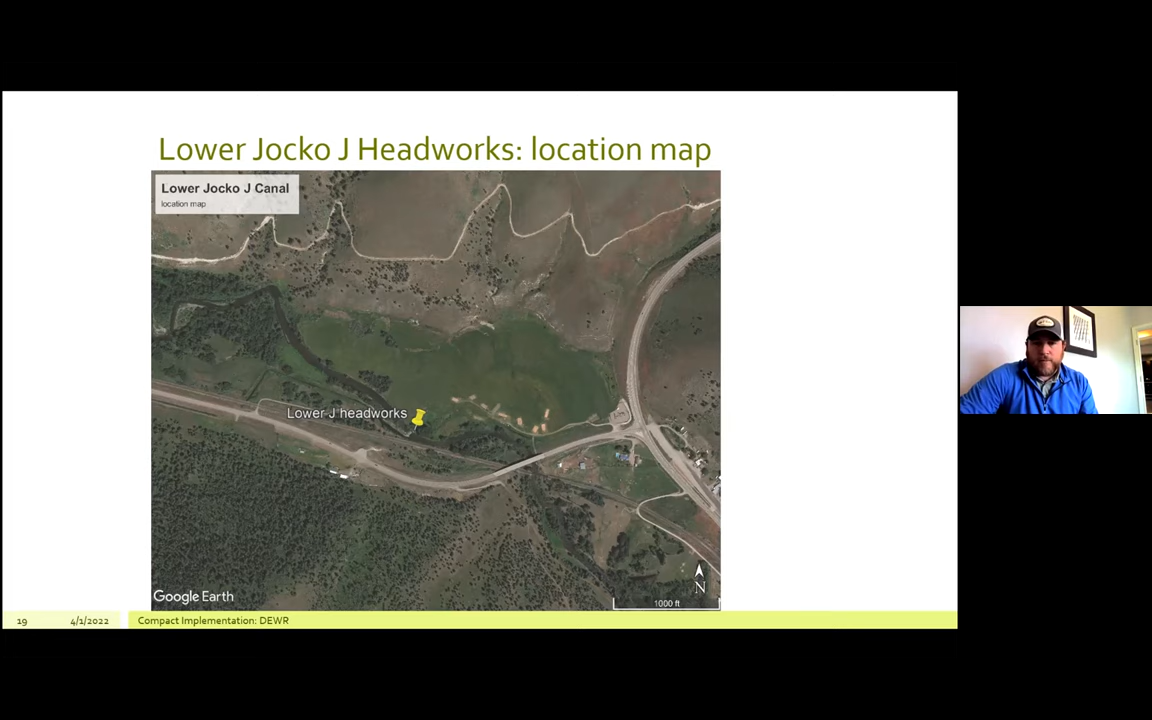 Lower Jocko J Headworks: location map
Lower Jocko J Canal
location map
Lower J headworks
N
Google Earth
1000 ft
19
4/1/2022
Compact Implementation: DEWR